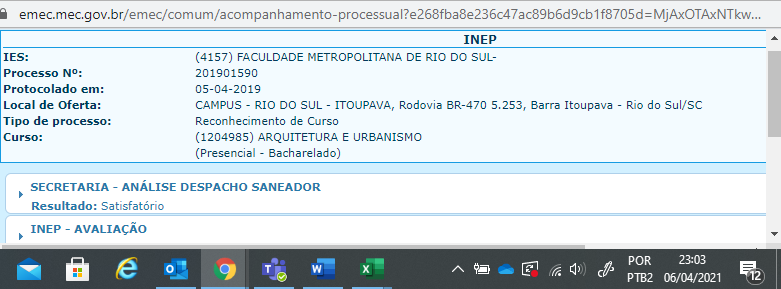 emec.mec.gov.br/emec/comum/acompanhamento-processual?e268fba8e236c47ac89b6d9cb1f8705d=MjAxOTAxNTkw...
INEP
IES: (4157) FACULDADE METROPOLITANA DE RIO DO SUL-
Processo Nº: 201901590
Protocolado em: 05-04-2019
Local de Oferta: CAMPUS - RIO DO SUL - ITOUPAVA, Rodovia BR-470 5.253, Barra Itoupava - Rio do Sul/SC
Tipo de processo: Reconhecimento de Curso
Curso: (1204985) ARQUITETURA E URBANISMO
(Presencial - Bacharelado)
SECRETARIA - ANÁLISE DESPACHO SANEADOR
Resultado: Satisfatório
INEP - AVALIAÇÃO
POR 23:03
PTB2 06/04/2021
12